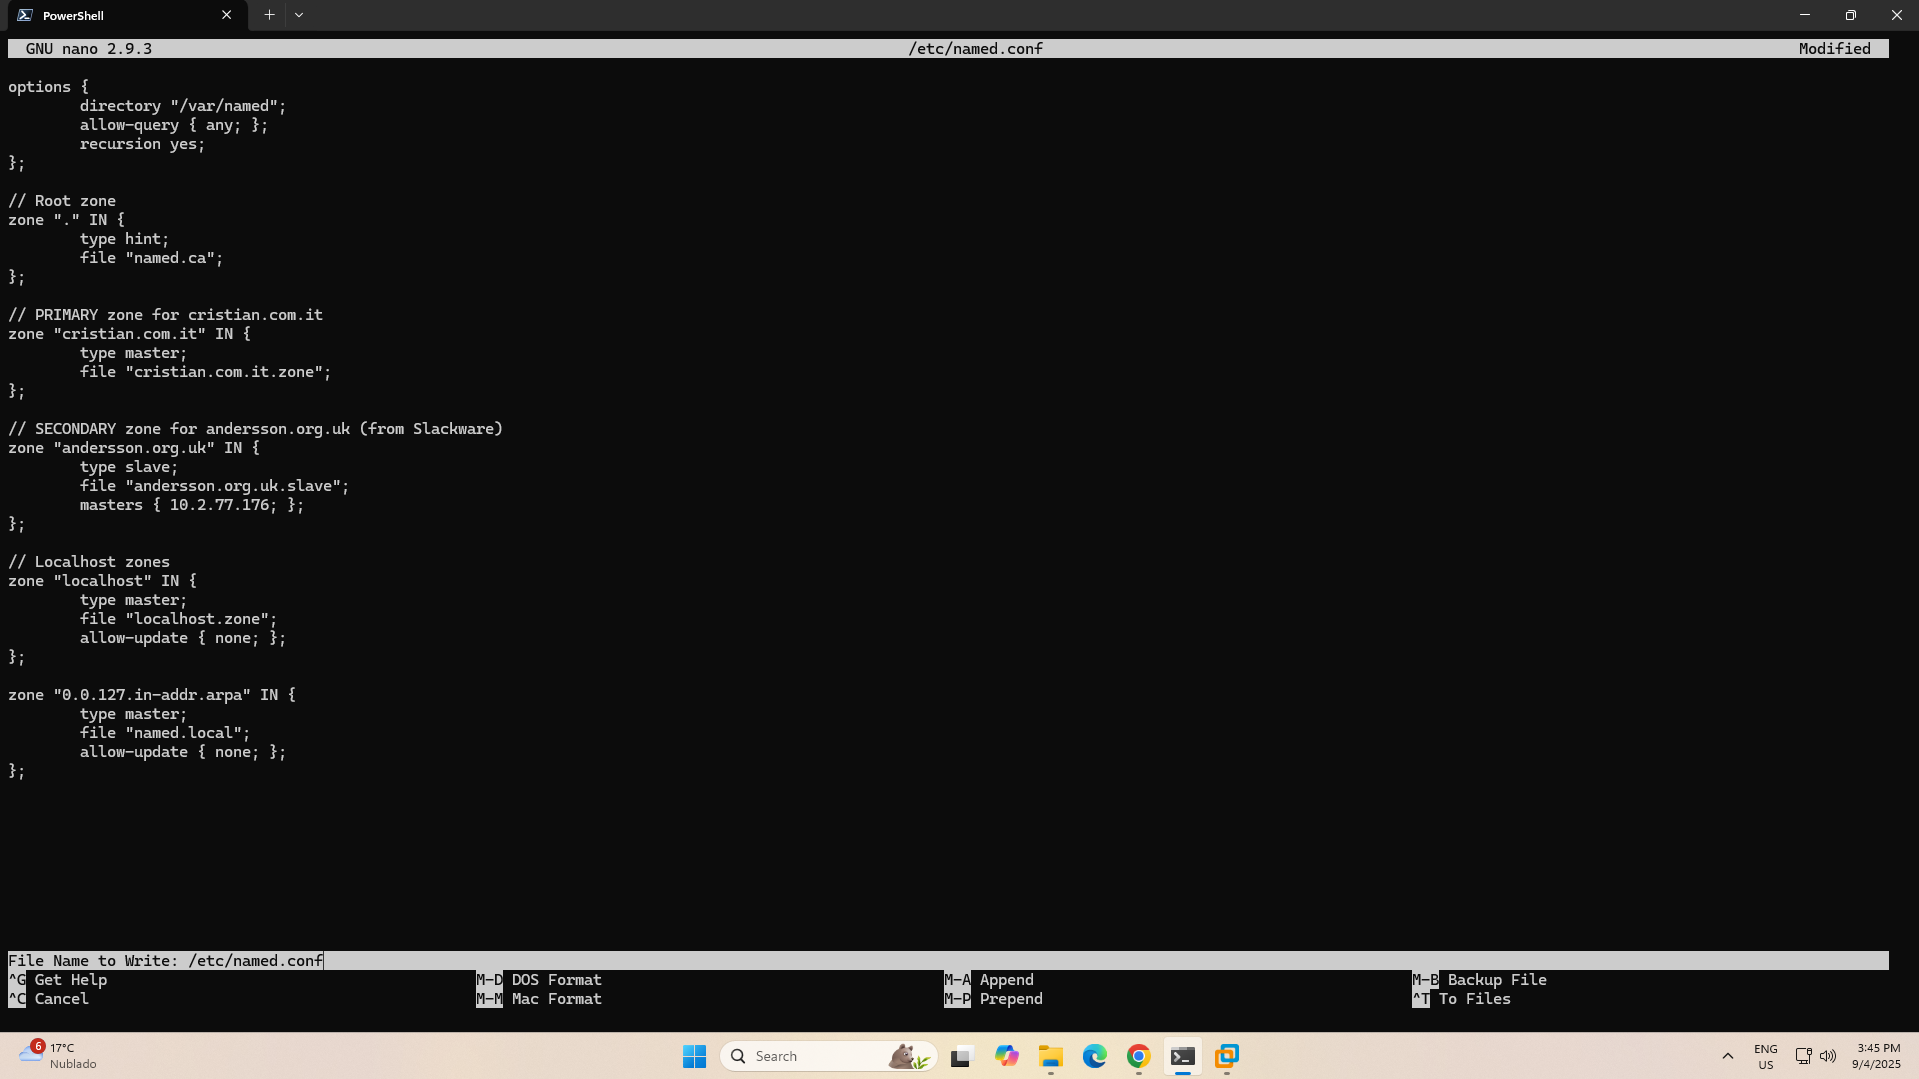 PowerShell
GNU nano 2.9.3 /etc/named.conf Modified
options {
directory "/var/named";
allow-query { any; };
recursion yes;
};
// Root zone
zone "." IN {
type hint;
file "named.ca";
};
// PRIMARY zone for cristian.com.it
zone "cristian.com.it" IN {
type master;
file "cristian.com.it.zone";
};
// SECONDARY zone for andersson.org.uk (from Slackware)
zone "andersson.org.uk" IN {
type slave;
file "andersson.org.uk.slave";
masters { 10.2.77.176; };
};
// Localhost zones
zone "localhost" IN {
type master;
file "localhost.zone";
allow-update { none; };
};
zone "0.0.127.in-addr.arpa" IN {
type master;
file "named.local";
allow-update { none; };
};
File Name to Write: /etc/named.conf
^G Get Help M-D DOS Format M-A Append M-B Backup File
^C Cancel M-M Mac Format M-P Prepend ^T To Files
6 17°C
Nublado
Search
ENG
US
3:45 PM
9/4/2025